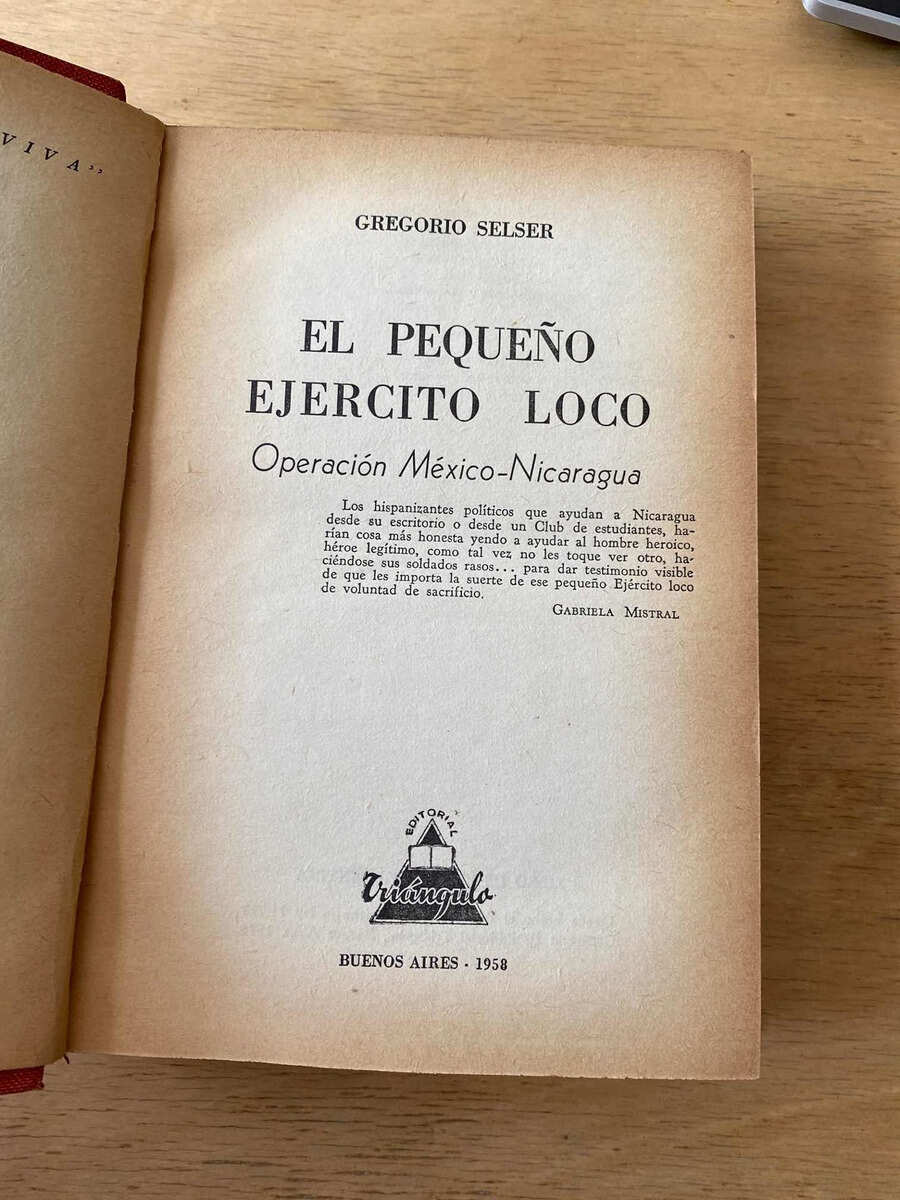 VIVA”
GREGORIO SELSER
EL PEQUEÑO
EJERCITO LOCO
Operación México-Nicaragua
Los hispanizantes políticos que ayudan a Nicaragua
desde su escritorio o desde un Club de estudiantes, ha-
rían cosa más honesta yendo a ayudar al hombre heroico,
héroe legítimo, como tal vez no les toque ver otro, ha-
ciéndose sus soldados rasos... para dar testimonio visible
de que les importa la suerte de ese pequeño Ejército loco
de voluntad de sacrificio.
GABRIELA MISTRAL
EDITORIAL
Triángulo
BUENOS AIRES - 1958